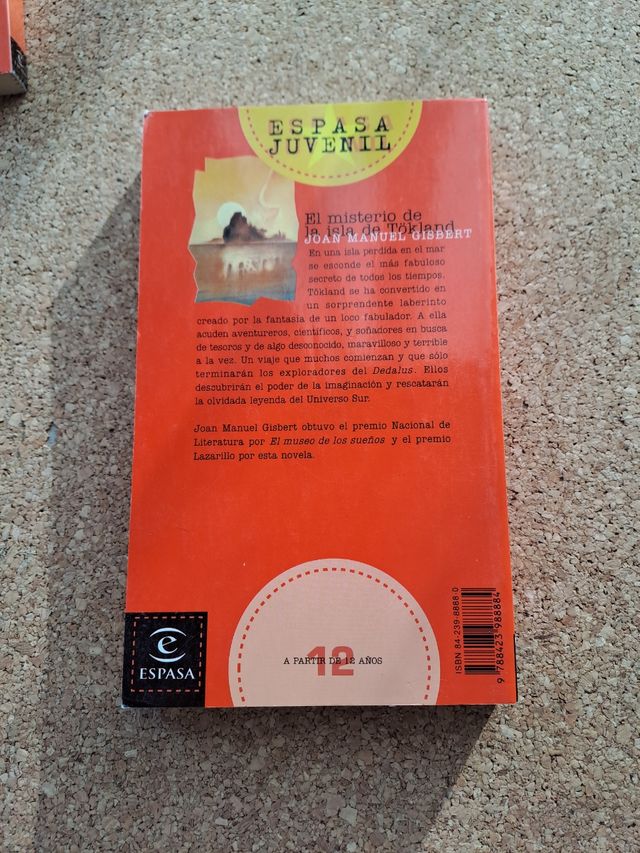 ESPASA
JUVENIL
El misterio de
la isla de Tökland
JOAN MANUEL GISBERT
En una isla perdida en el mar
se esconde el más fabuloso
secreto de todos los tiempos.
Tökland se ha convertido en
un sorprendente laberinto
creado por la fantasía de un loco fabulador. A ella
acuden aventureros, científicos, y soñadores en busca
de tesoros y de algo desconocido, maravilloso y terrible
a la vez. Un viaje que muchos comienzan y que sólo
terminarán los exploradores del Dedalus. Ellos
descubrirán el poder de la imaginación y rescatarán
la olvidada leyenda del Universo Sur.
Joan Manuel Gisbert obtuvo el premio Nacional de
Literatura por El museo de los sueños y el premio
Lazarillo por esta novela.
e
ESPASA
12
A PARTIR DE 12 AÑOS
ISBN 84-239-8888-0
9 788423 988884